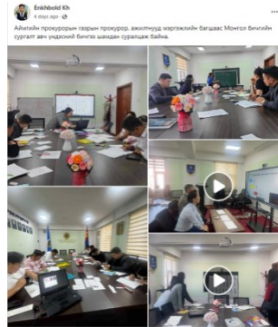 Enkhbold Kh
4 days ago
Аймгийн прокурорын газрын прокурор, ажилтнууд мэргэжлийн багшаас Монгол бичгийн
сургалт авч үндэсний бичгээ шамдан суралцаж байна.